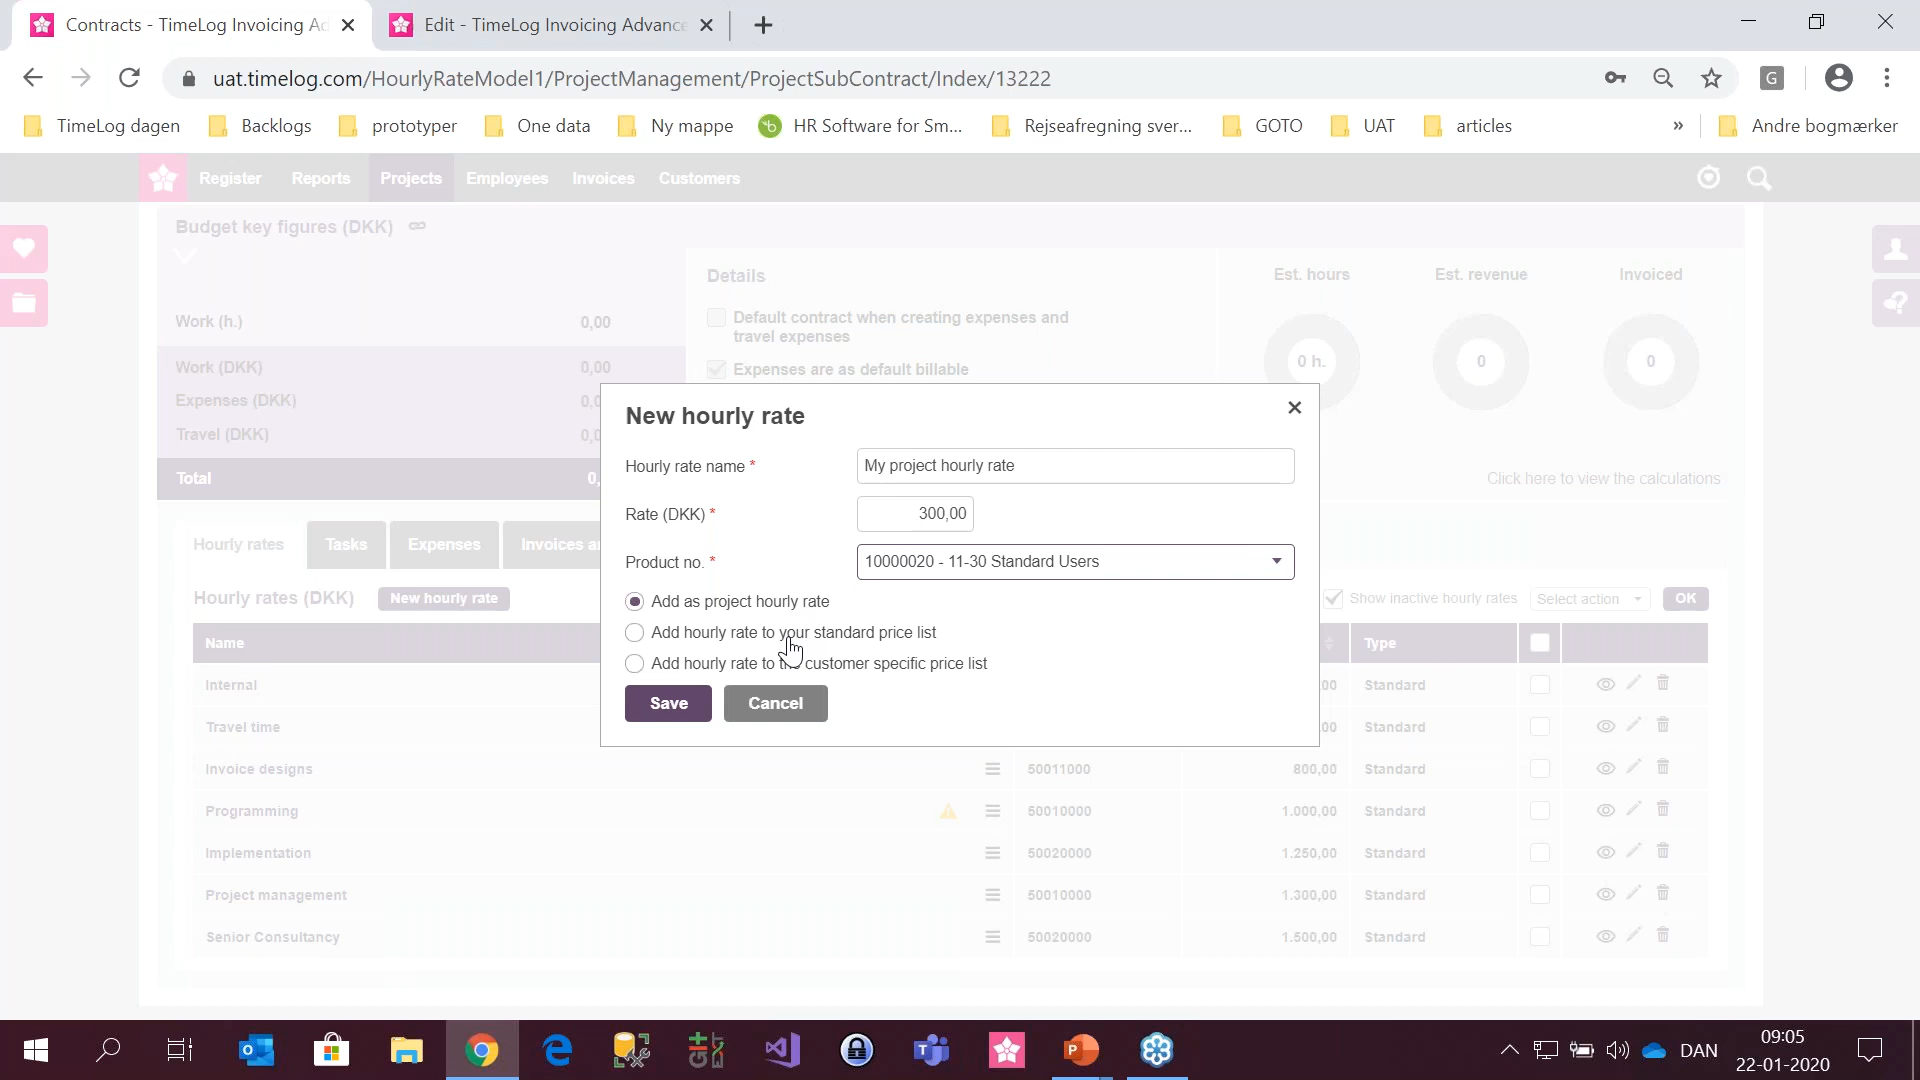 Contracts - TimeLog Invoicing Ad
Edit - TimeLog Invoicing Advance
uat.timelog.com/HourlyRateModel1/ProjectManagement/ProjectSubContract/Index/13222
G
TimeLog dagen
Backlogs
prototyper
One data
Ny mappe
HR Software for Sm...
Rejseafregning sver...
GOTO
UAT
articles
»
Andre bogmærker
Register
Reports
Projects
Employees
Invoices
Customers
Budget key figures (DKK)
Work (h.) 0,00
Work (DKK) 0,00
Expenses (DKK) 0,0
Travel (DKK) 0,0
Total 0,
Details
Default contract when creating expenses and
travel expenses
Expenses are as default billable
Est. hours
Est. revenue
Invoiced
0 h.
0
0
Click here to view the calculations
New hourly rate
Hourly rate name *
My project hourly rate
Rate (DKK) *
300,00
Product no. *
10000020 - 11-30 Standard Users
Add as project hourly rate
Add hourly rate to your standard price list
Add hourly rate to customer specific price list
Save
Cancel
Hourly rates
Tasks
Expenses
Invoices a
Hourly rates (DKK)
New hourly rate
Show inactive hourly rates
Select action
OK
Name
Type
Internal 00 Standard
Travel time 00 Standard
Invoice designs 50011000 800,00 Standard
Programming 50010000 1.000,00 Standard
Implementation 50020000 1.250,00 Standard
Project management 50010000 1.300,00 Standard
Senior Consultancy 50020000 1.500,00 Standard
DAN
09:05
22-01-2020